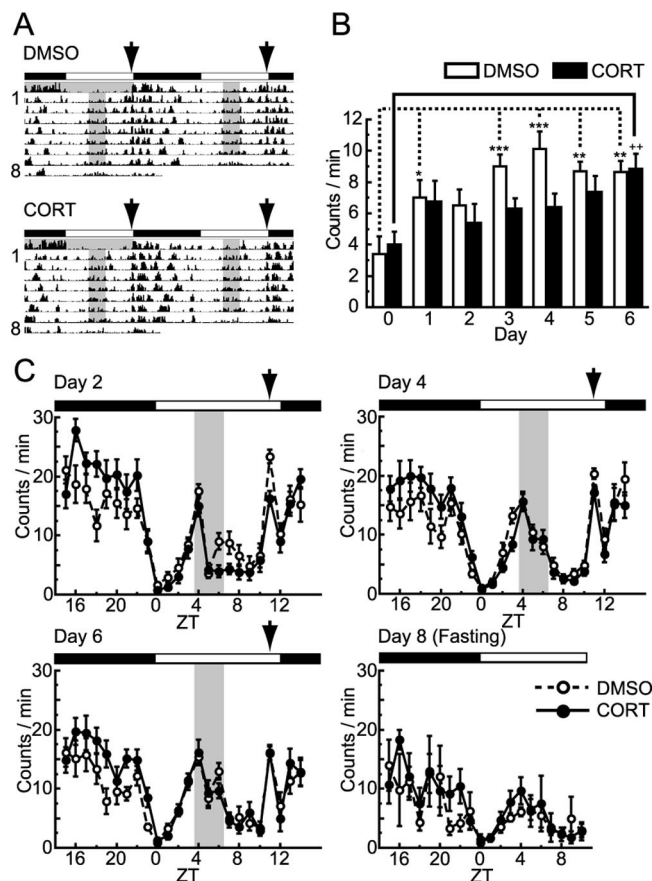 A
DMSO
1
8
CORT
1
8
B
DMSO CORT
Counts / min
12
10
8
6
4
2
0
* *** *** ** ** ++
0 1 2 3 4 5 6
Day
C
Day 2
Counts / min
30
20
10
0
16 20 0 4 8 12
ZT
Day 4
Counts / min
30
20
10
0
16 20 0 4 8 12
ZT
Day 6
Counts / min
30
20
10
0
16 20 0 4 8 12
ZT
Day 8 (Fasting)
Counts / min
30
20
10
0
16 20 0 4 8
ZT
DMSO
CORT